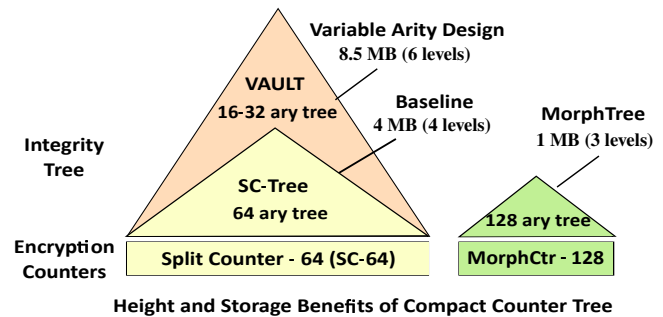 Variable Arity Design
8.5 MB (6 levels)
VAULT
16-32 ary tree
Baseline
4 MB (4 levels)
MorphTree
1 MB (3 levels)
Integrity
Tree
SC-Tree
64 ary tree
128 ary tree
Encryption
Counters
Split Counter - 64 (SC-64)
MorphCtr - 128
Height and Storage Benefits of Compact Counter Tree